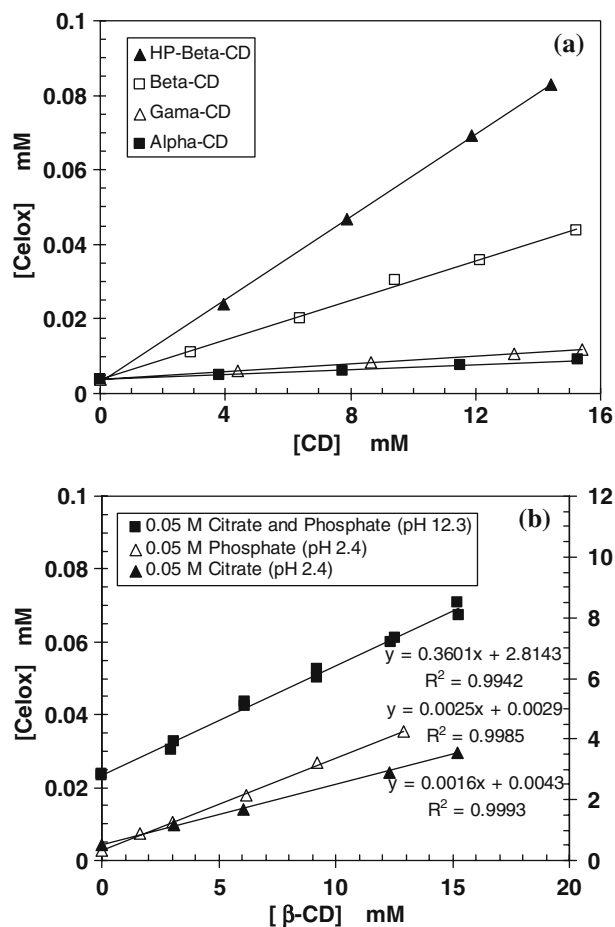 (a)
HP-Beta-CD
Beta-CD
Gama-CD
Alpha-CD
[Celox] mM
0.1
0.08
0.06
0.04
0.02
0
0 4 8 12 16
[CD] mM
(b)
0.05 M Citrate and Phosphate (pH 12.3)
0.05 M Phosphate (pH 2.4)
0.05 M Citrate (pH 2.4)
[Celox] mM
0.1
0.08
0.06
0.04
0.02
0
12
10
8
6
4
2
0
y = 0.3601x + 2.8143
R² = 0.9942
y = 0.0025x + 0.0029
R² = 0.9985
y = 0.0016x + 0.0043
R² = 0.9993
0 5 10 15 20
[ β-CD] mM